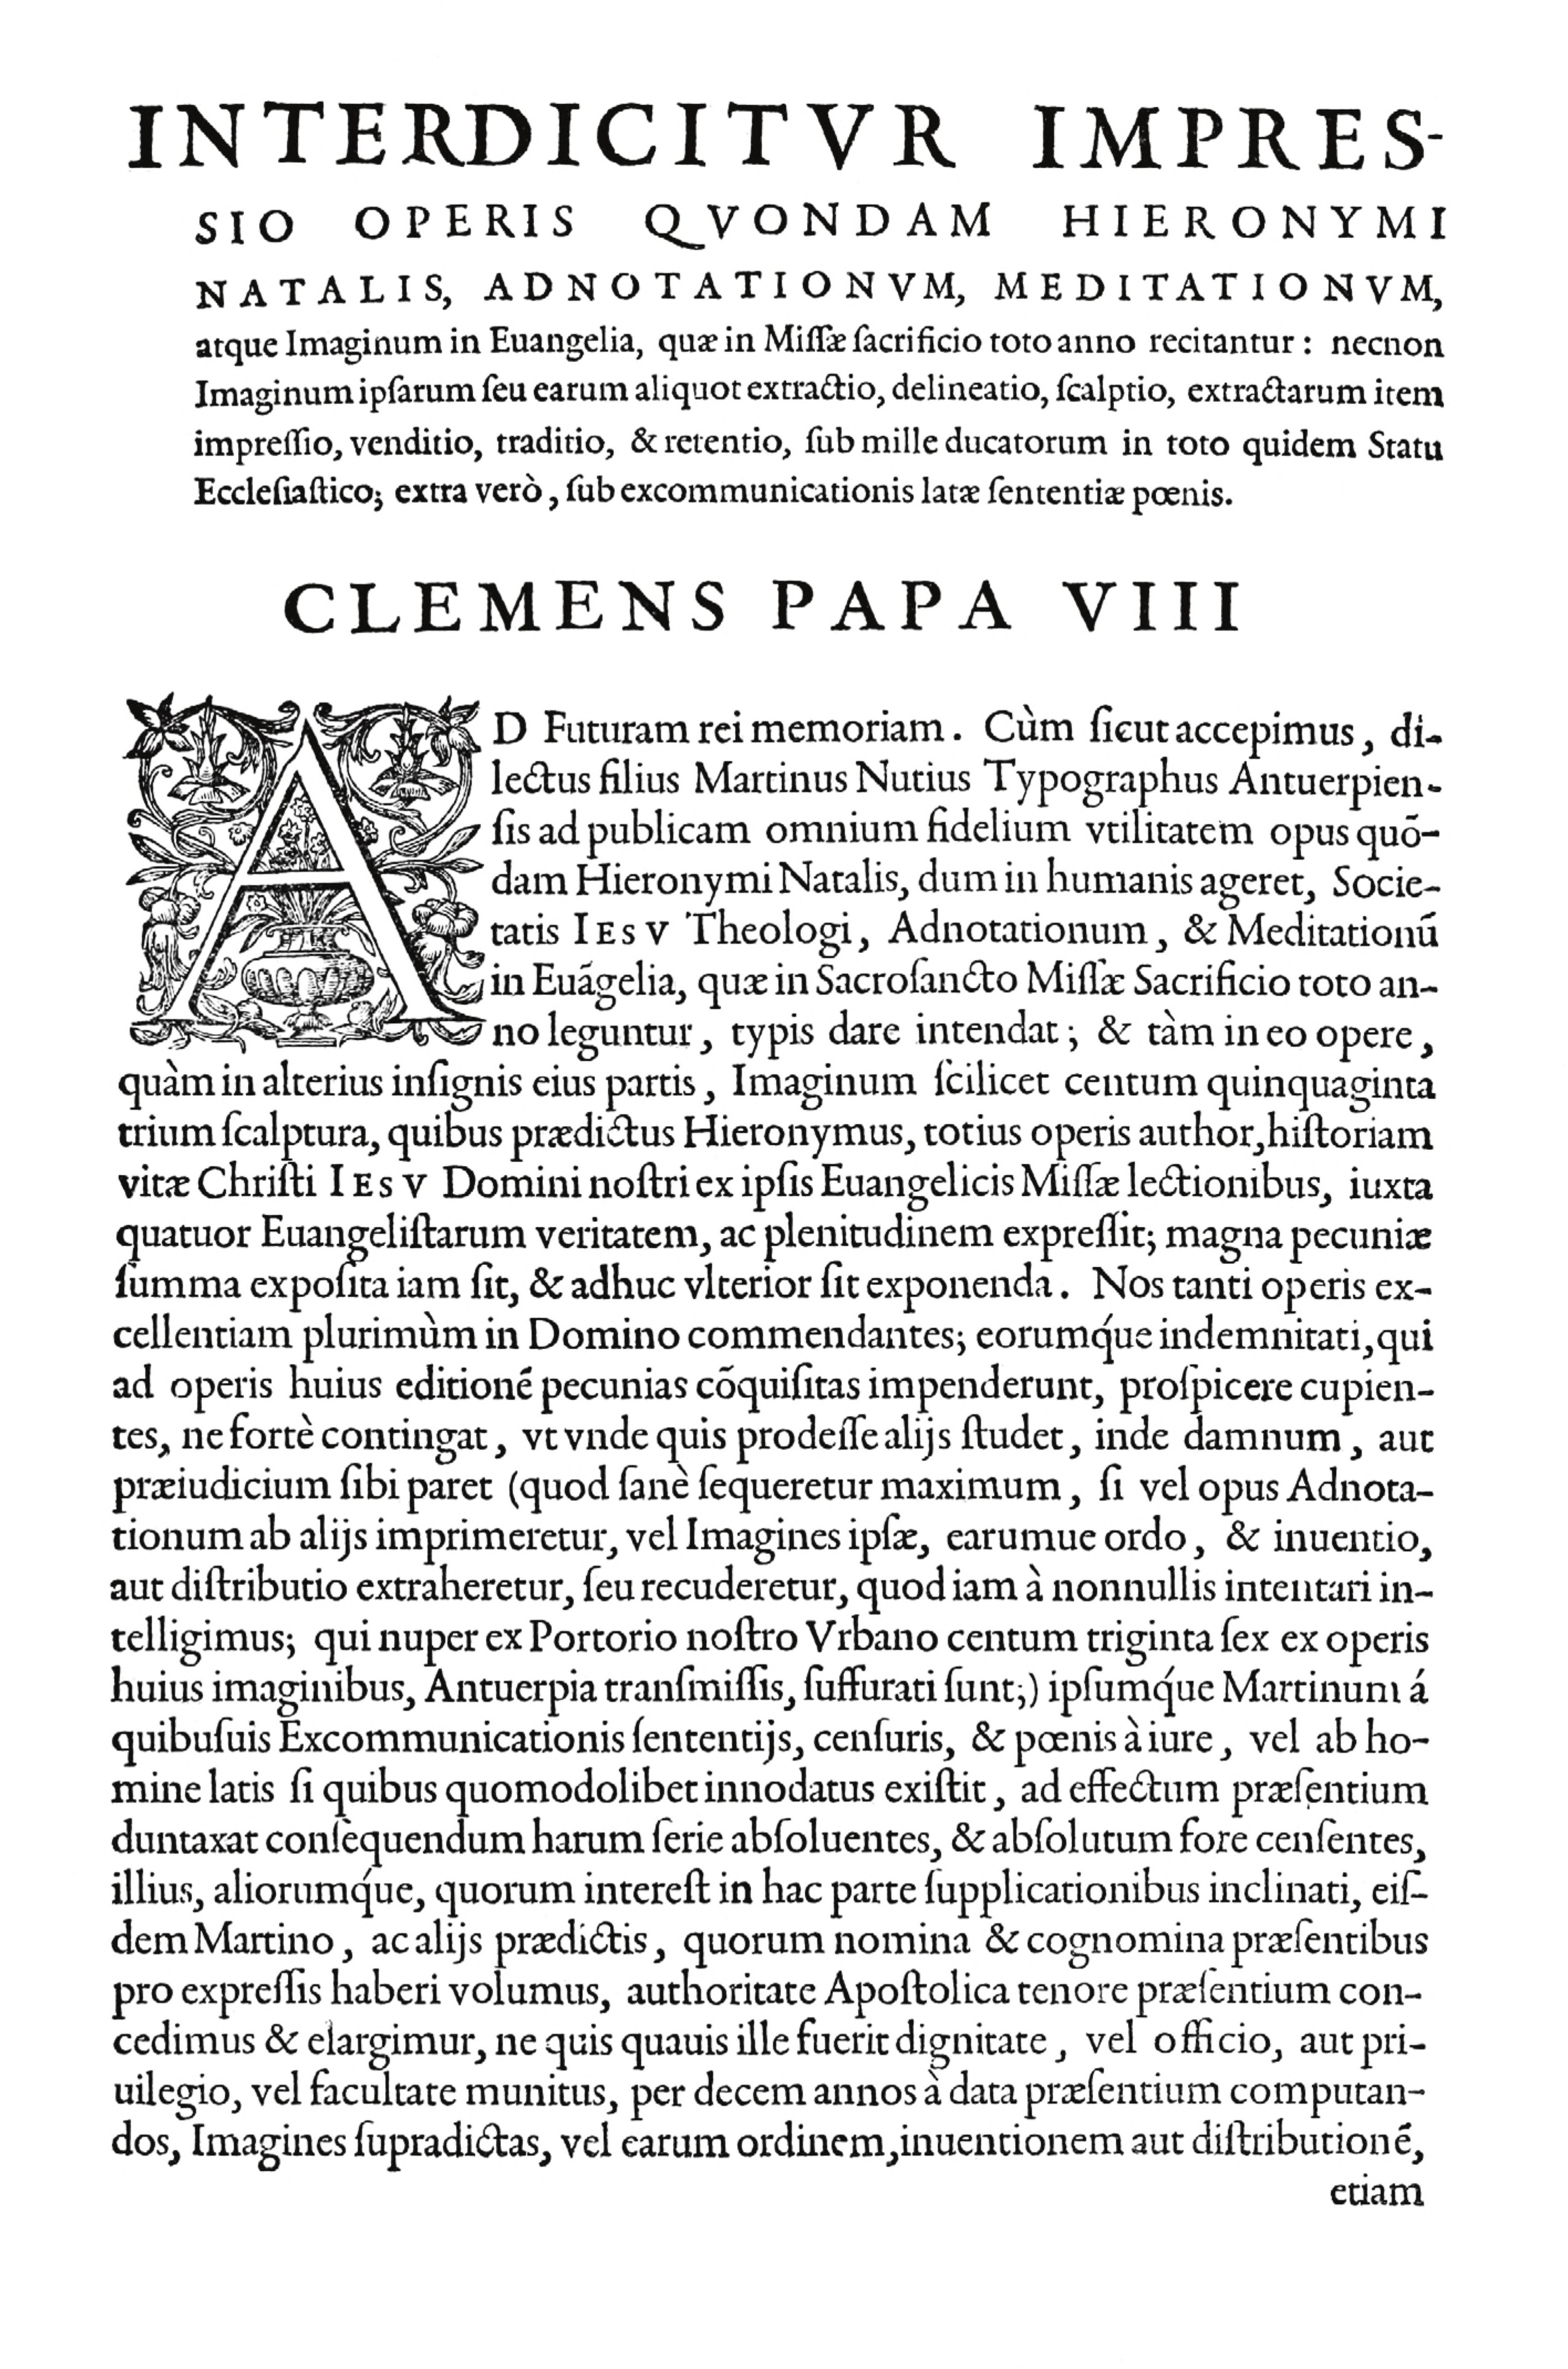 INTERDICITVR IMPRES-
SIO OPERIS QVONDAM HIERONYMI
NATALIS, ADNOTATIONVM, MEDITATIONVM,
atque Imaginum in Euangelia, quæ in Miſſæ ſacrificio toto anno recitantur : necnon
Imaginum ipſarum ſeu earum aliquot extractio, delineatio, ſcalptio, extractarum item
impreſſio, venditio, traditio, & retentio, ſub mille ducatorum in toto quidem Statu
Eccleſiaſtico; extra verò, ſub excommunicationis latæ ſententiæ pœnis.
CLEMENS PAPA VIII
AD Futuram rei memoriam. Cùm ſicut accepimus, di-
lectus filius Martinus Nutius Typographus Antuerpien-
ſis ad publicam omnium fidelium vtilitatem opus quõ-
dam Hieronymi Natalis, dum in humanis ageret, Socie-
tatis IESV Theologi, Adnotationum, & Meditationũ
in Euãgelia, quæ in Sacroſancto Miſſæ Sacrificio toto an-
no leguntur, typis dare intendat; & tàm in eo opere,
quàm in alterius inſignis eius partis, Imaginum ſcilicet centum quinquaginta
trium ſcalptura, quibus prædictus Hieronymus, totius operis author, hiſtoriam
vitæ Chriſti IESV Domini noſtri ex ipſis Euangelicis Miſſæ lectionibus, iuxta
quatuor Euangeliſtarum veritatem, ac plenitudinem expreſſit; magna pecuniæ
ſumma expoſita iam ſit, & adhuc vlterior ſit exponenda. Nos tanti operis ex-
cellentiam plurimùm in Domino commendantes; eorumq́ue indemnitati, qui
ad operis huius editionẽ pecunias cõquiſitas impenderunt, proſpicere cupien-
tes, ne fortè contingat, vt vnde quis prodeſſe alijs ſtudet, inde damnum, aut
præiudicium ſibi paret (quod ſanè ſequeretur maximum, ſi vel opus Adnota-
tionum ab alijs imprimeretur, vel Imagines ipſæ, earumue ordo, & inuentio,
aut diſtributio extraheretur, ſeu recuderetur, quod iam à nonnullis intentari in-
telligimus; qui nuper ex Portorio noſtro Vrbano centum triginta ſex ex operis
huius imaginibus, Antuerpia tranſmiſſis, ſuffurati ſunt;) ipſumq́ue Martinum á
quibuſuis Excommunicationis ſententijs, cenſuris, & pœnis à iure, vel ab ho-
mine latis ſi quibus quomodolibet innodatus exiſtit, ad effectum præſentium
duntaxat conſequendum harum ſerie abſoluentes, & abſolutum fore cenſentes,
illius, aliorumq́ue, quorum intereſt in hac parte ſupplicationibus inclinati, eiſ-
dem Martino, ac alijs prædictis, quorum nomina & cognomina præſentibus
pro expreſſis haberi volumus, authoritate Apoſtolica tenore præſentium con-
cedimus & elargimur, ne quis quauis ille fuerit dignitate, vel officio, aut pri-
uilegio, vel facultate munitus, per decem annos à data præſentium computan-
dos, Imagines ſupradictas, vel earum ordinem, inuentionem aut diſtributionẽ,
etiam